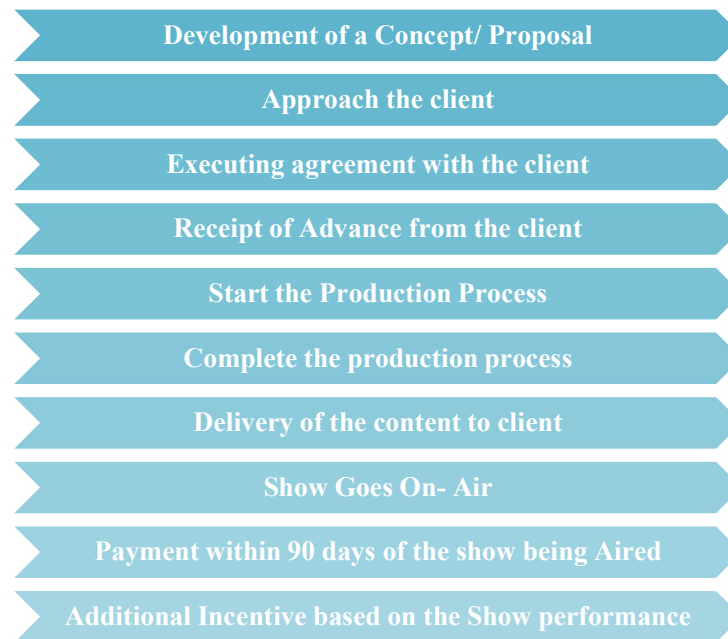 Development of a Concept/ Proposal
Approach the client
Executing agreement with the client
Receipt of Advance from the client
Start the Production Process
Complete the production process
Delivery of the content to client
Show Goes On- Air
Payment within 90 days of the show being Aired
Additional Incentive based on the Show performance